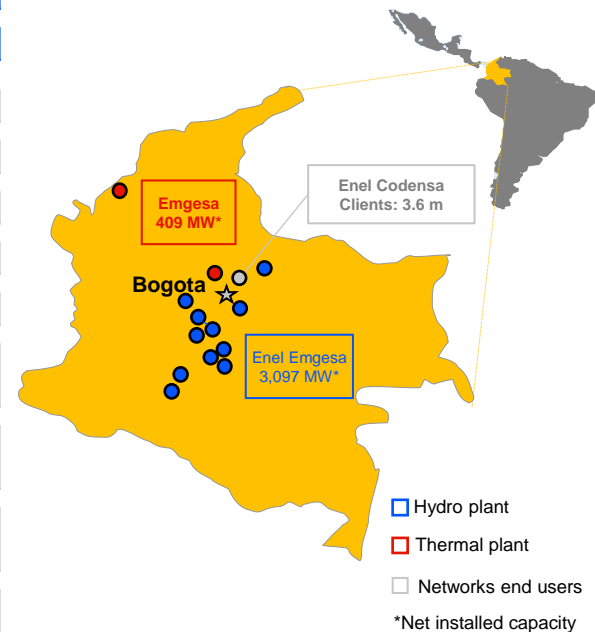 Emgesa
409 MW*
Enel Codensa
Clients: 3.6 m
Bogota
Enel Emgesa
3,097 MW*
Hydro plant
Thermal plant
Networks end users
*Net installed capacity